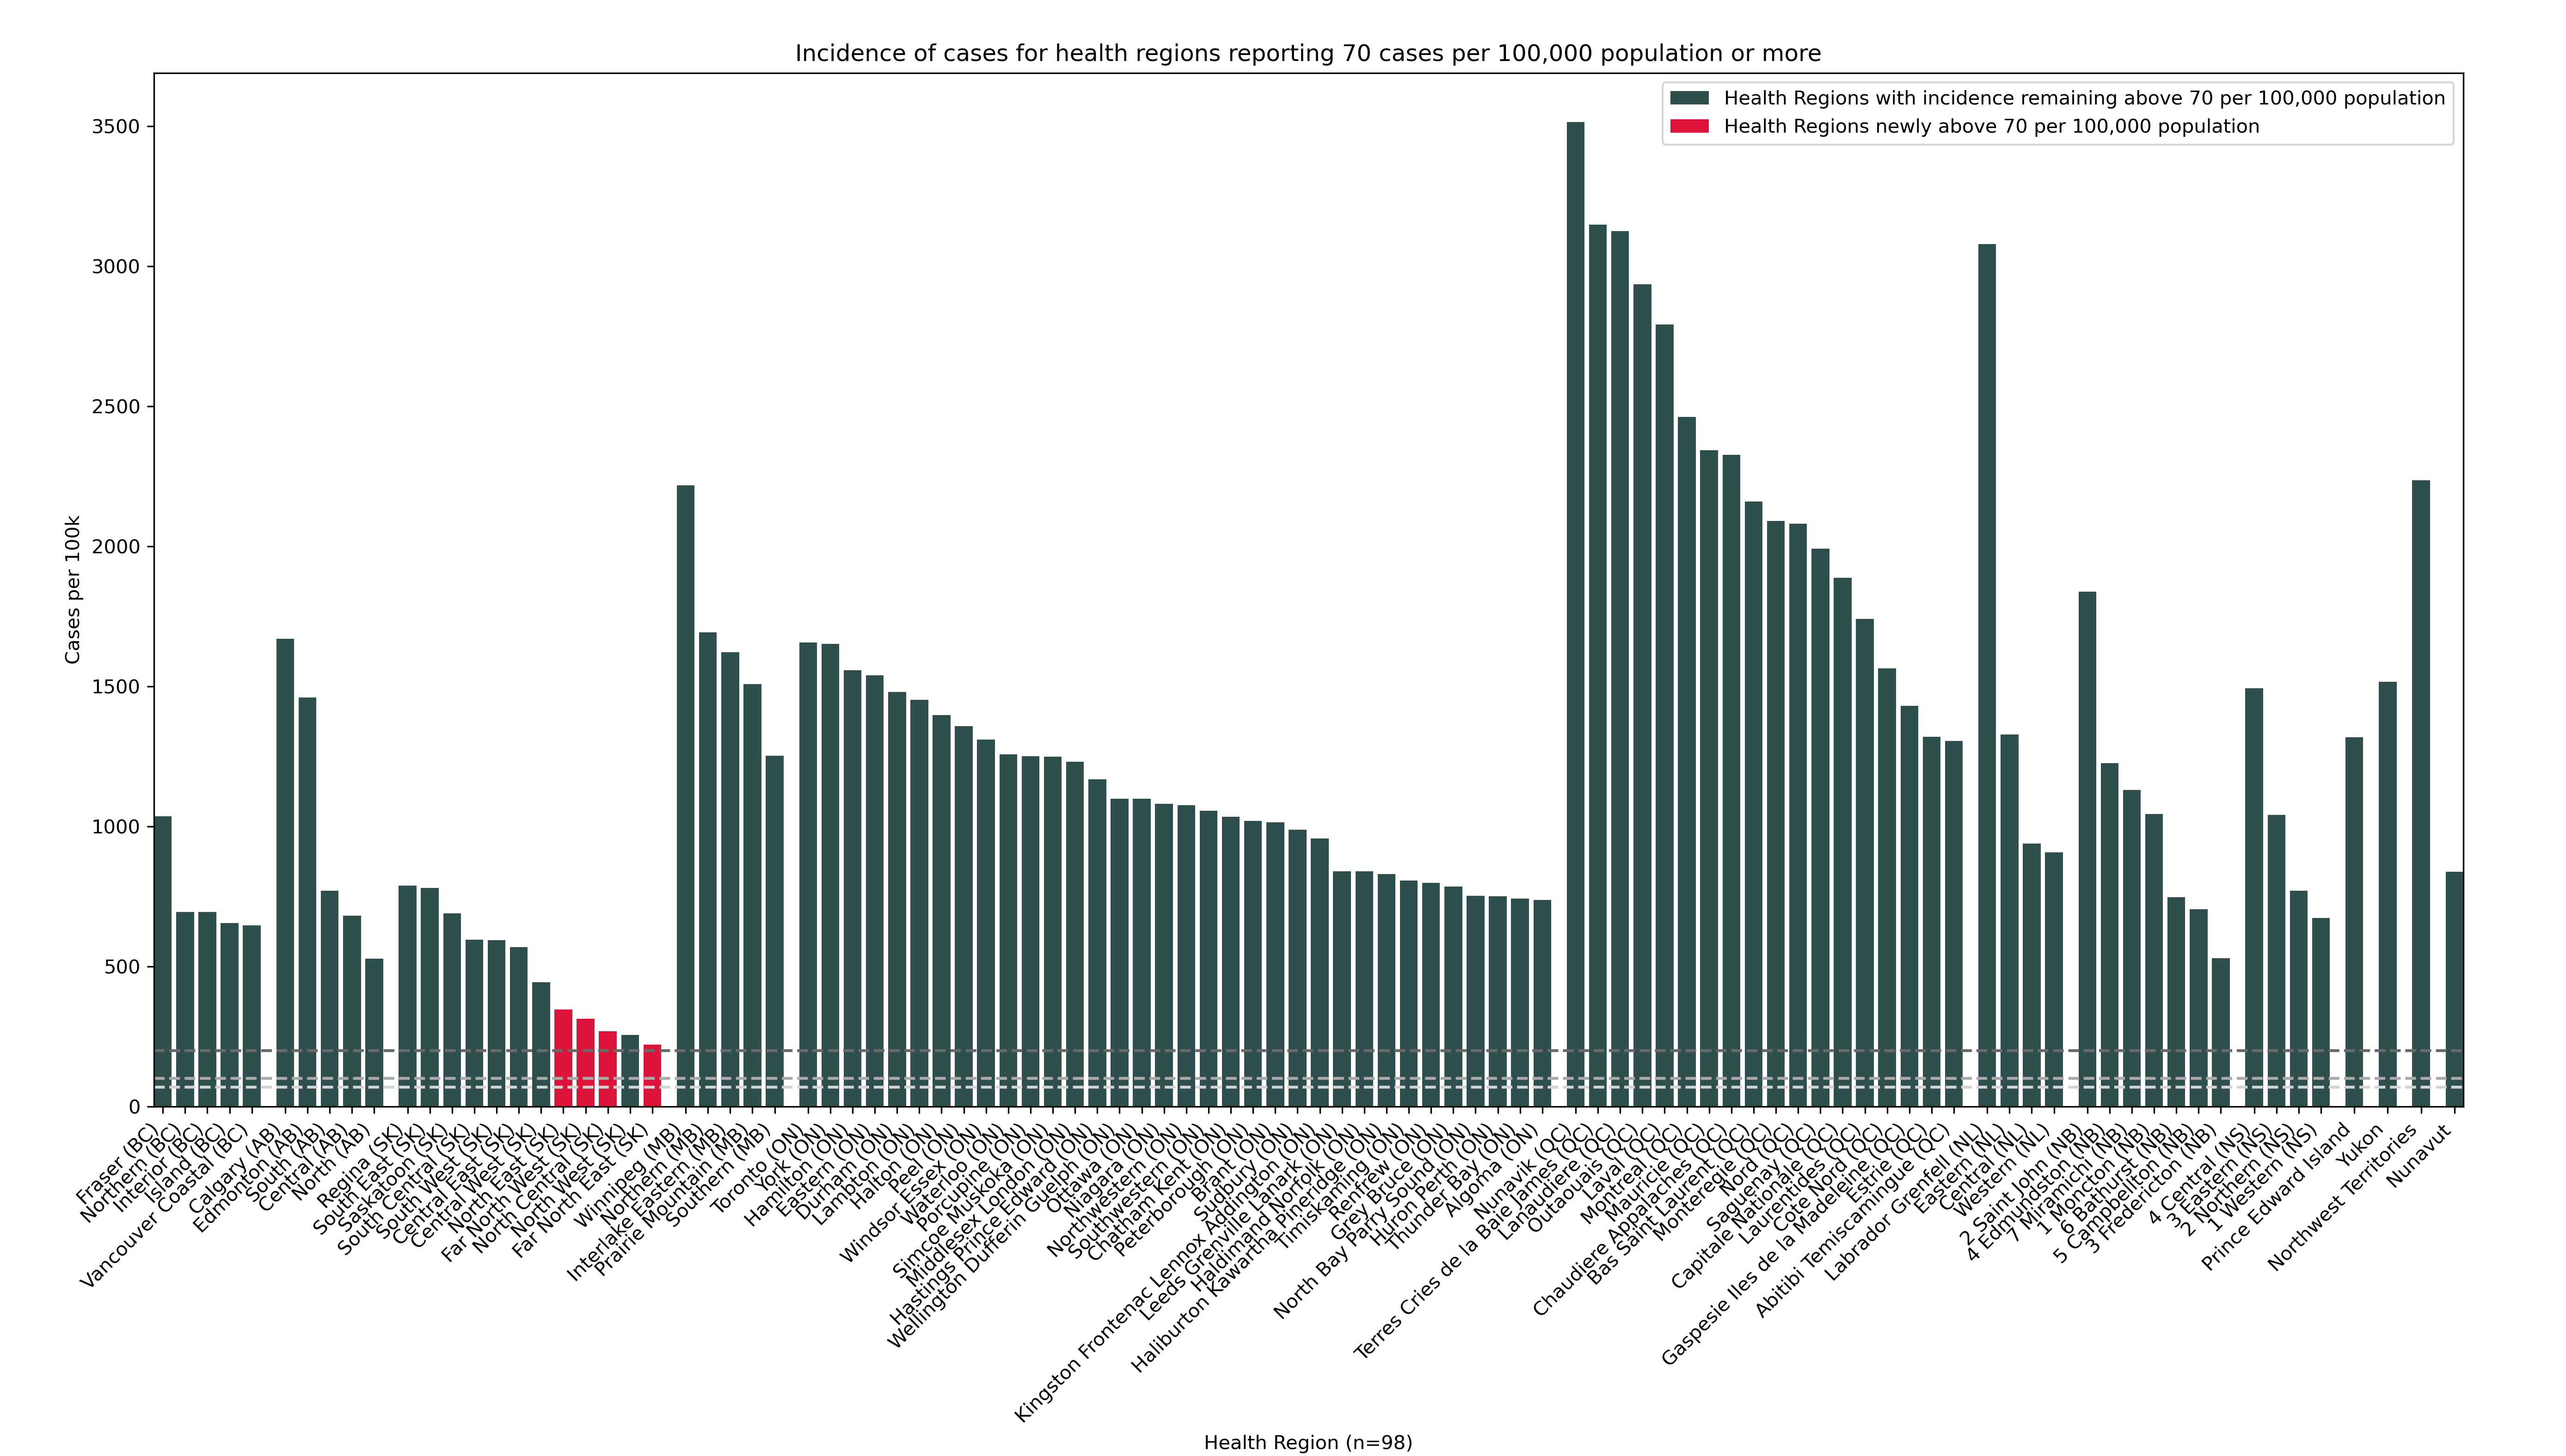 Incidence of cases for health regions reporting 70 cases per 100,000 population or more
Health Regions with incidence remaining above 70 per 100,000 population
Health Regions newly above 70 per 100,000 population
Cases per 100k
3500
3000
2500
2000
1500
1000
500
0
Fraser (BC)
Northern (BC)
Interior (BC)
Island (BC)
Vancouver Coastal (BC)
Calgary (AB)
Edmonton (AB)
South (AB)
Central (AB)
North (AB)
Regina (SK)
South East (SK)
Saskatoon (SK)
South Central (SK)
South West (SK)
Central East (SK)
Central West (SK)
North East (SK)
Far North West (SK)
North Central (SK)
North West (SK)
Far North East (SK)
Winnipeg (MB)
Northern (MB)
Interlake Eastern (MB)
Prairie Mountain (MB)
Southern (MB)
Toronto (ON)
York (ON)
Hamilton (ON)
Eastern (ON)
Durham (ON)
Lampton (ON)
Halton (ON)
Peel (ON)
Windsor Essex (ON)
Waterloo (ON)
Porcupine (ON)
Simcoe Muskoka (ON)
Middlesex London (ON)
Hastings Prince Edward (ON)
Wellington Dufferin Guelph (ON)
Ottawa (ON)
Niagara (ON)
Northwestern (ON)
Southwestern (ON)
Chatham Kent (ON)
Peterborough (ON)
Brant (ON)
Sudbury (ON)
Kingston Frontenac Lennox Addington (ON)
Leeds Grenville Lanark (ON)
Haldimand Norfolk (ON)
Haliburton Kawartha Pineridge (ON)
Timiskaming (ON)
Renfrew (ON)
Grey Bruce (ON)
North Bay Parry Sound (ON)
Huron Perth (ON)
Thunder Bay (ON)
Algoma (ON)
Nunavik (QC)
Terres Cries de la Baie James (QC)
Lanaudiere (QC)
Outaouais (QC)
Laval (QC)
Montreal (QC)
Mauricie (QC)
Chaudiere Appalaches (QC)
Bas Saint Laurent (QC)
Monteregie (QC)
Nord (QC)
Saguenay (QC)
Capitale Nationale (QC)
Laurentides (QC)
Cote Nord (QC)
Gaspesie Iles de la Madeleine (QC)
Estrie (QC)
Abitibi Temiscamingue (QC)
Labrador Grenfell (NL)
Eastern (NL)
Central (NL)
Western (NL)
2 Saint John (NB)
4 Edmundston (NB)
7 Miramichi (NB)
1 Moncton (NB)
6 Bathurst (NB)
5 Campbelton (NB)
3 Fredericton (NB)
4 Central (NS)
3 Eastern (NS)
2 Northern (NS)
1 Western (NS)
Prince Edward Island
Yukon
Northwest Territories
Nunavut
Health Region (n=98)